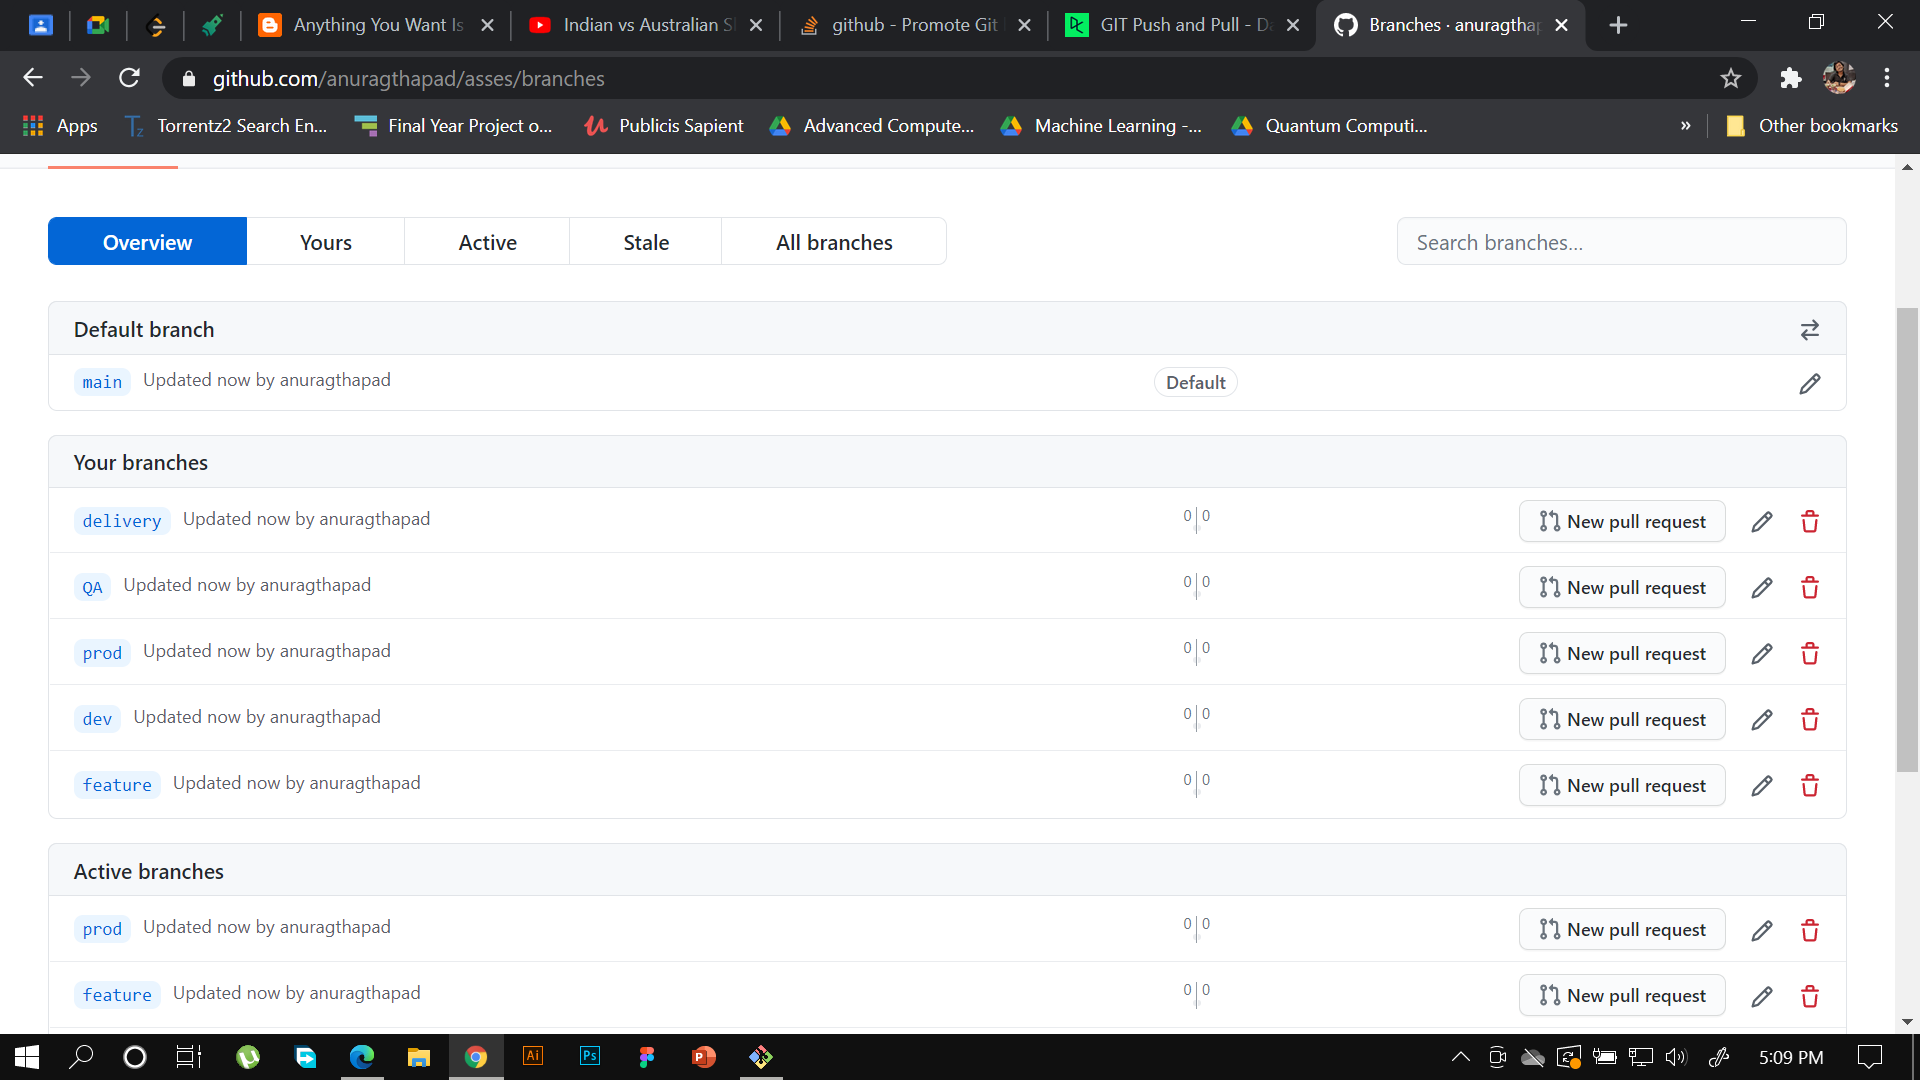 Anything You Want Is
Indian vs Australian S
github - Promote Git
GIT Push and Pull - Da
Branches · anuragthap
github.com/anuragthapad/asses/branches
Apps
Torrentz2 Search En...
Final Year Project o...
Publicis Sapient
Advanced Compute...
Machine Learning -...
Quantum Computi...
»
Other bookmarks
Overview
Yours
Active
Stale
All branches
Search branches...
Default branch
main Updated now by anuragthapad Default
Your branches
delivery Updated now by anuragthapad 0 0 New pull request
QA Updated now by anuragthapad 0 0 New pull request
prod Updated now by anuragthapad 0 0 New pull request
dev Updated now by anuragthapad 0 0 New pull request
feature Updated now by anuragthapad 0 0 New pull request
Active branches
prod Updated now by anuragthapad 0 0 New pull request
feature Updated now by anuragthapad 0 0 New pull request
Ai
Ps
5:09 PM